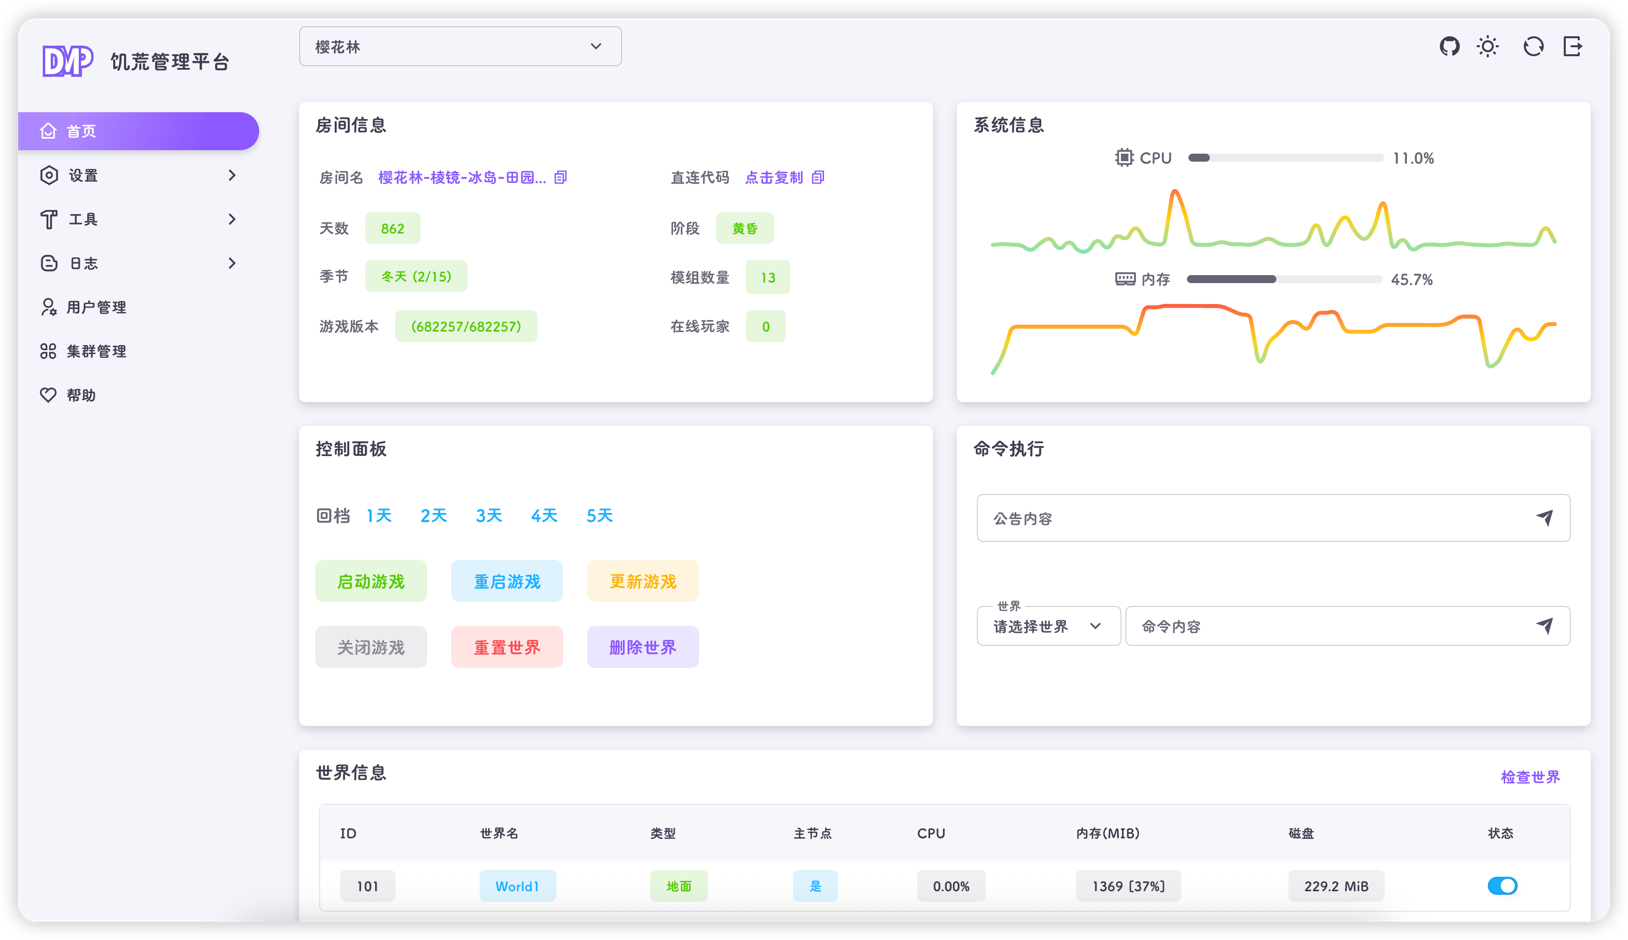 DMP 饥荒管理平台
樱花林
首页
设置
工具
日志
用户管理
集群管理
帮助
房间信息
房间名 樱花林-棱镜-冰岛-田园...
直连代码 点击复制
天数 862
阶段 黄昏
季节 冬天 (2/15)
模组数量 13
游戏版本 (682257/682257)
在线玩家 0
系统信息
CPU 11.0%
内存 45.7%
控制面板
回档 1天 2天 3天 4天 5天
启动游戏 重启游戏 更新游戏
关闭游戏 重置世界 删除世界
命令执行
公告内容
世界
请选择世界 命令内容
世界信息
检查世界
ID 世界名 类型 主节点 CPU 内存(MIB) 磁盘 状态
101 World1 地面 是 0.00% 1369 [37%] 229.2 MiB